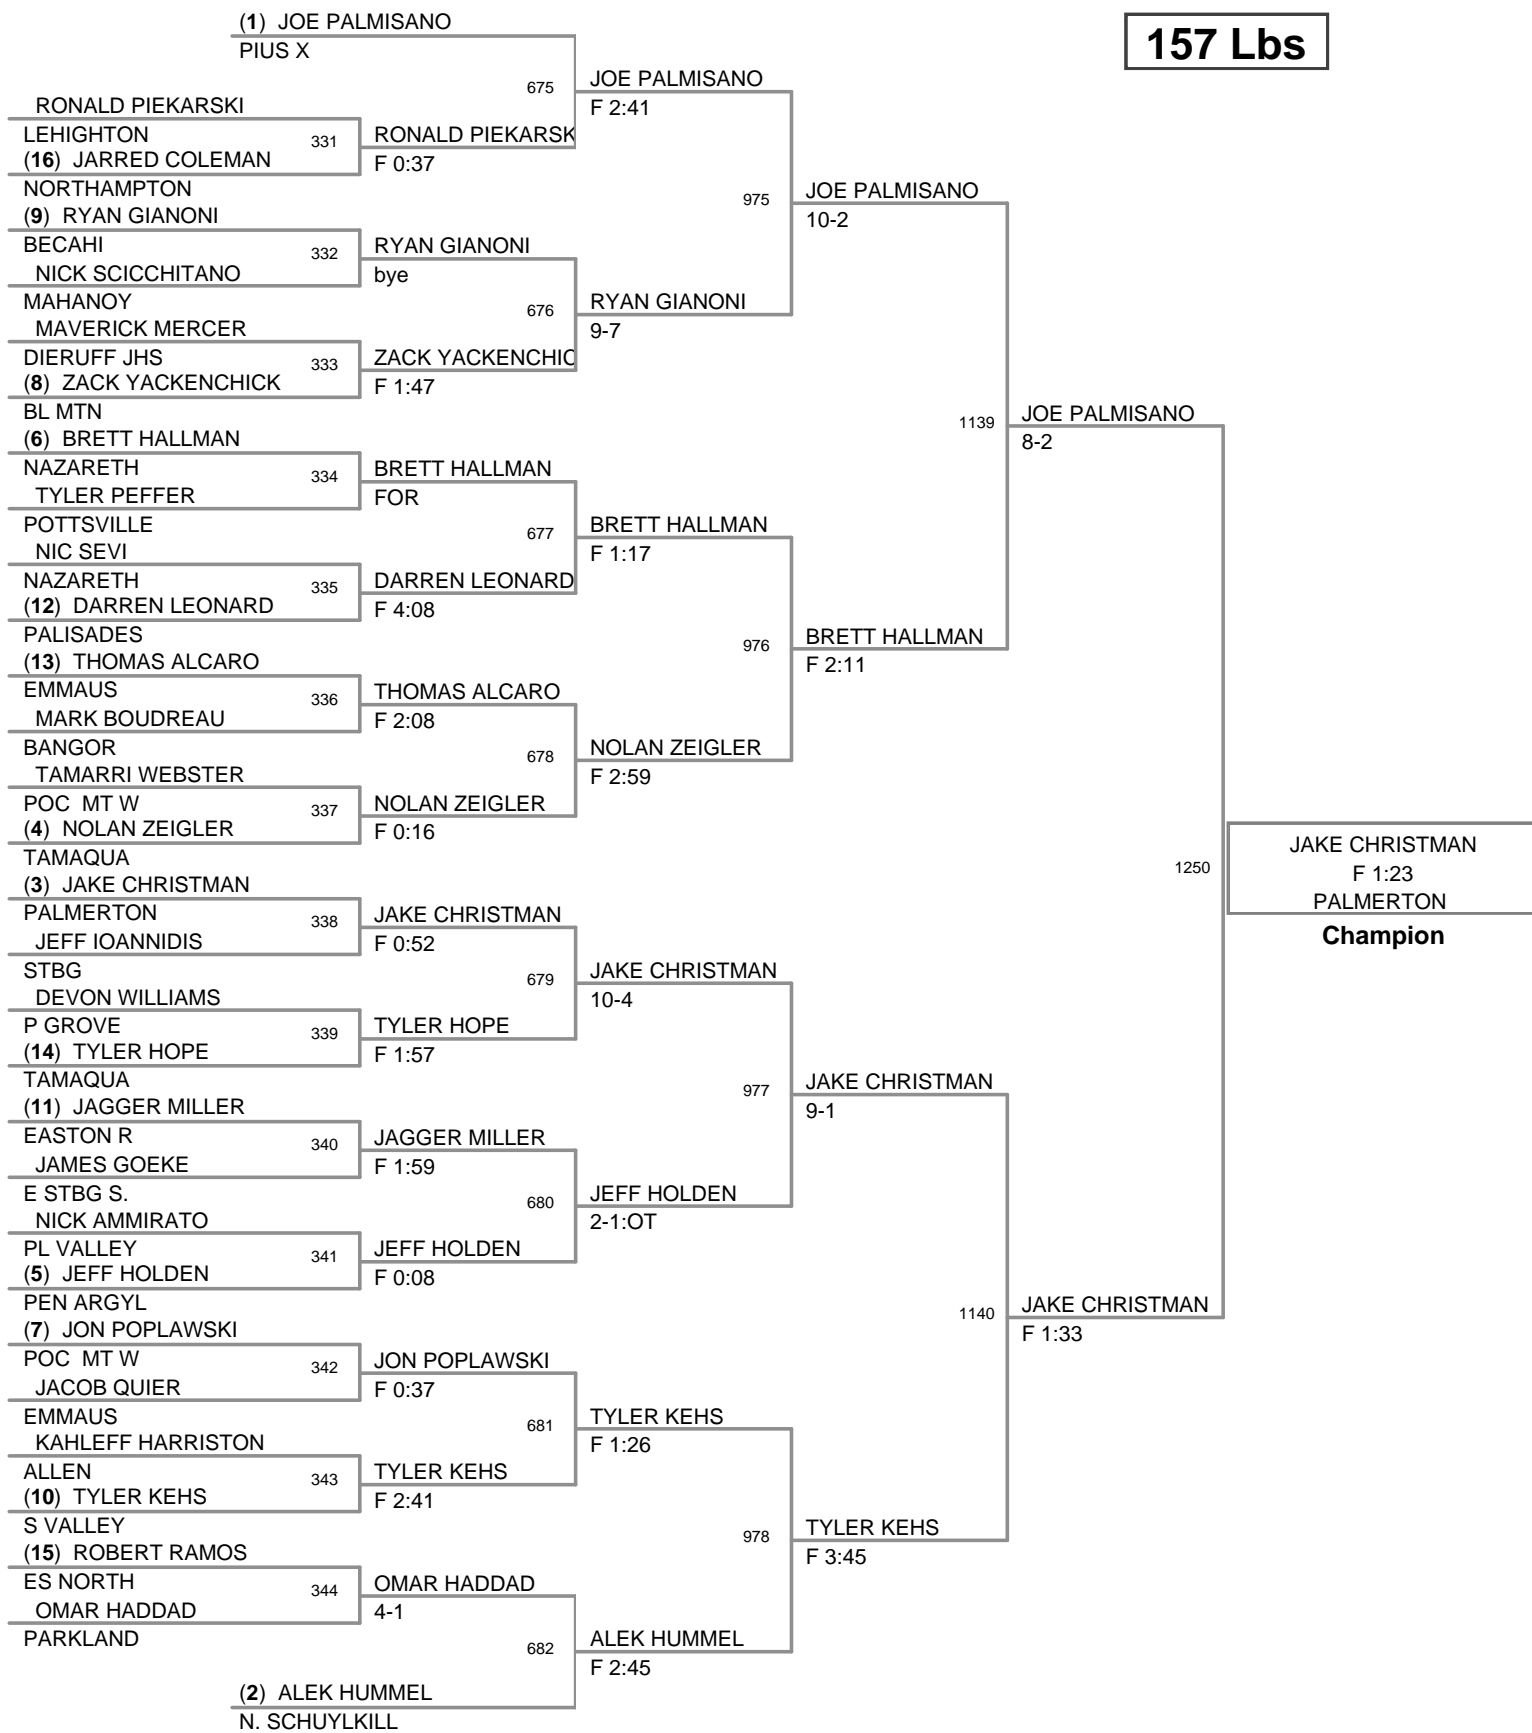 157 Lbs
(1) JOE PALMISANO
PIUS X
RONALD PIEKARSKI
LEHIGHTON
(16) JARRED COLEMAN
NORTHAMPTON
(9) RYAN GIANONI
BECAHI
NICK SCICCHITANO
MAHANOY
MAVERICK MERCER
DIERUFF JHS
(8) ZACK YACKENCHICK
BL MTN
(6) BRETT HALLMAN
NAZARETH
TYLER PEFFER
POTTSVILLE
NIC SEVI
NAZARETH
(12) DARREN LEONARD
PALISADES
(13) THOMAS ALCARO
EMMAUS
MARK BOUDREAU
BANGOR
TAMARRI WEBSTER
POC MT W
(4) NOLAN ZEIGLER
TAMAQUA
(3) JAKE CHRISTMAN
PALMERTON
JEFF IOANNIDIS
STBG
DEVON WILLIAMS
P GROVE
(14) TYLER HOPE
TAMAQUA
(11) JAGGER MILLER
EASTON R
JAMES GOEKE
E STBG S.
NICK AMMIRATO
PL VALLEY
(5) JEFF HOLDEN
PEN ARGYL
(7) JON POPLAWSKI
POC MT W
JACOB QUIER
EMMAUS
KAHLEFF HARRISTON
ALLEN
(10) TYLER KEHS
S VALLEY
(15) ROBERT RAMOS
ES NORTH
OMAR HADDAD
PARKLAND
(2) ALEK HUMMEL
N. SCHUYLKILL
331
RONALD PIEKARSK
F 0:37
332
RYAN GIANONI
bye
333
ZACK YACKENCHIC
F 1:47
334
BRETT HALLMAN
FOR
335
DARREN LEONARD
F 4:08
336
THOMAS ALCARO
F 2:08
337
NOLAN ZEIGLER
F 0:16
338
JAKE CHRISTMAN
F 0:52
339
TYLER HOPE
F 1:57
340
JAGGER MILLER
F 1:59
341
JEFF HOLDEN
F 0:08
342
JON POPLAWSKI
F 0:37
343
TYLER KEHS
F 2:41
344
OMAR HADDAD
4-1
675
JOE PALMISANO
F 2:41
676
RYAN GIANONI
9-7
677
BRETT HALLMAN
F 1:17
678
NOLAN ZEIGLER
F 2:59
679
JAKE CHRISTMAN
10-4
680
JEFF HOLDEN
2-1:OT
681
TYLER KEHS
F 1:26
682
ALEK HUMMEL
F 2:45
975
JOE PALMISANO
10-2
976
BRETT HALLMAN
F 2:11
977
JAKE CHRISTMAN
9-1
978
TYLER KEHS
F 3:45
1139
JOE PALMISANO
8-2
1140
JAKE CHRISTMAN
F 1:33
1250
JAKE CHRISTMAN
F 1:23
PALMERTON
Champion